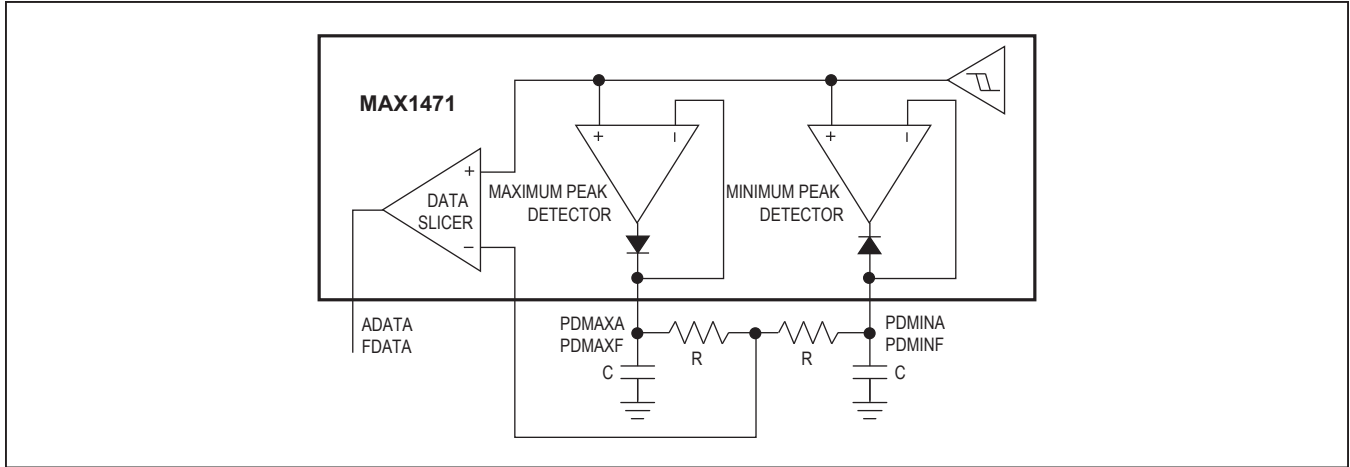 MAX1471
+
−
+
−
MAXIMUM PEAK
DETECTOR
MINIMUM PEAK
DETECTOR
+
DATA
SLICER
−
ADATA
FDATA
PDMAXA
PDMAXF
R
R
PDMINA
PDMINF
C
C